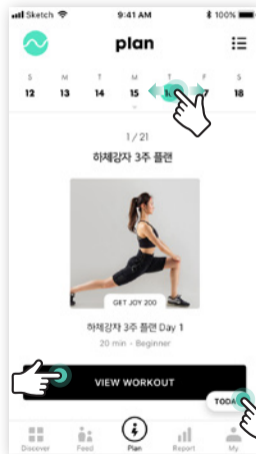 Sketch 9:41 AM 100%
plan
S M T W T F S
12 13 14 15 16 17 18
1/21
하체강자 3주 플랜
GET JOY 200
하체강자 3주 플랜 Day 1
20 min - Beginner
VIEW WORKOUT
Discover Feed Plan Report My